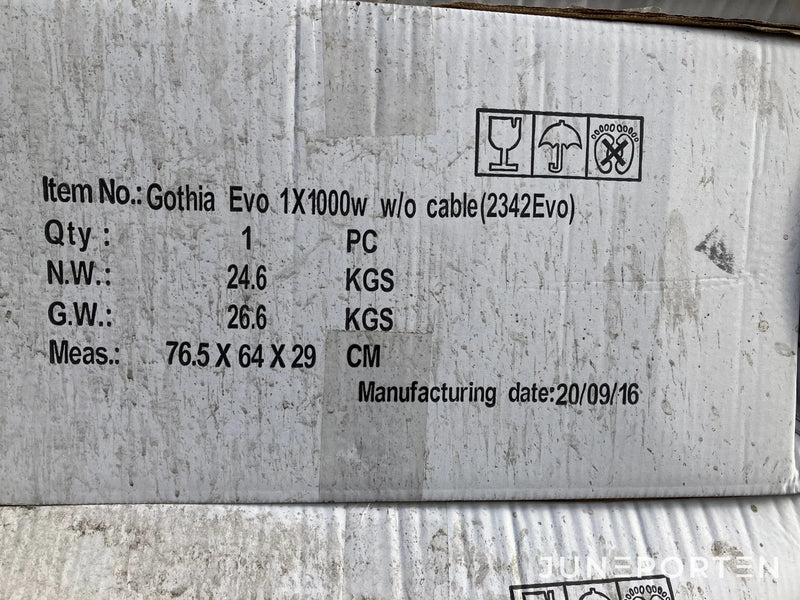 Item No.: Gothia Evo 1X1000w w/o cable(2342Evo)
Qty : 1 PC
N.W.: 24.6 KGS
G.W.: 26.6 KGS
Meas.: 76.5 X 64 X 29 CM
Manufacturing date:20/09/16
JUNEPORTEN